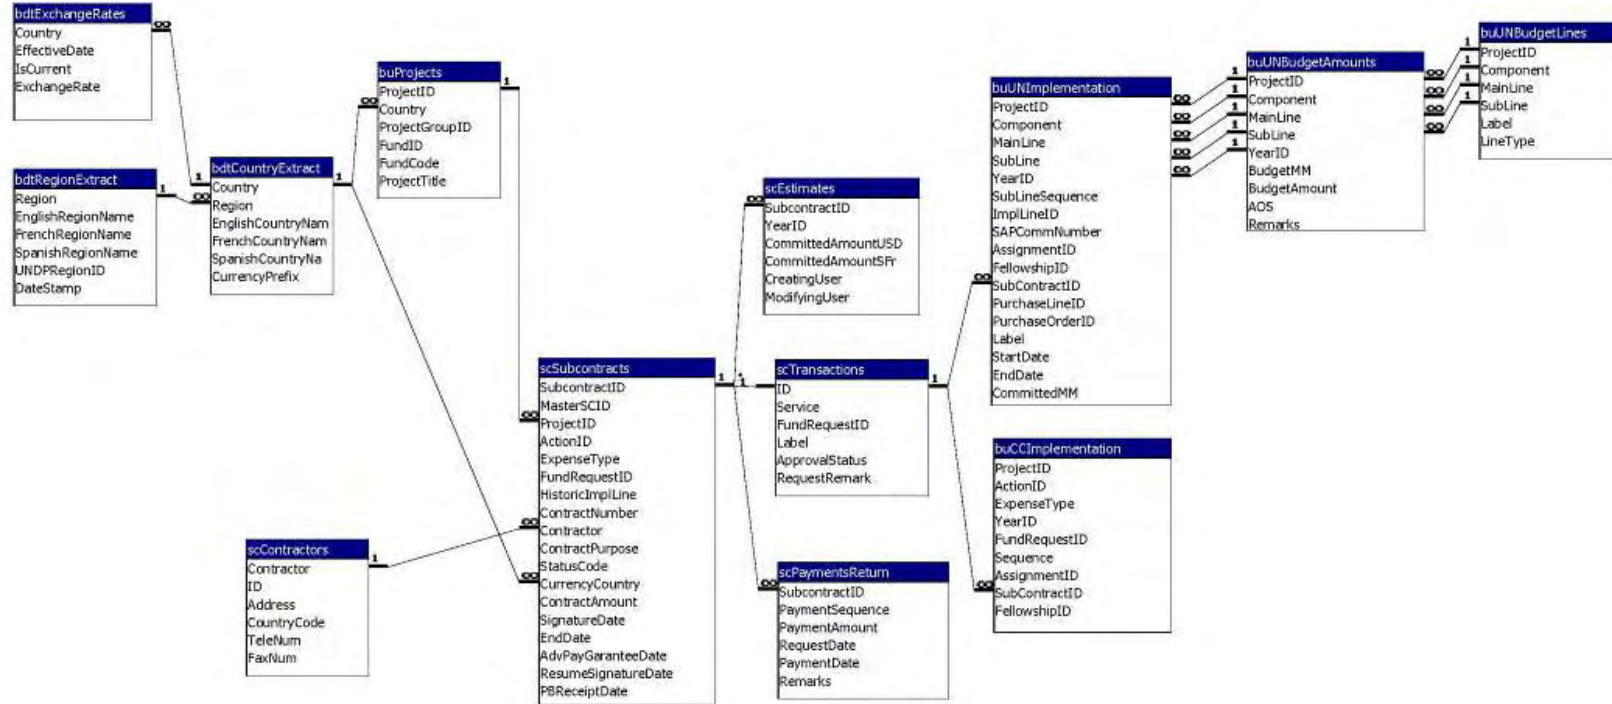 bdtExchangeRates
Country
EffectiveDate
IsCurrent
ExchangeRate
bdtRegionExtract
Region
EnglishRegionName
FrenchRegionName
SpanishRegionName
UNDPRegionID
DateStamp
bdtCountryExtract
Country
Region
EnglishCountryNam
FrenchCountryNam
SpanishCountryNa
CurrencyPrefix
buProjects
ProjectID
Country
ProjectGroupID
FundID
FundCode
ProjectTitle
scContractors
Contractor
ID
Address
CountryCode
TeleNum
FaxNum
scSubcontracts
SubcontractID
MasterSCID
ProjectID
ActionID
ExpenseType
FundRequestID
HistoricImplLine
ContractNumber
Contractor
ContractPurpose
StatusCode
CurrencyCountry
ContractAmount
SignatureDate
EndDate
AdvPayGaranteeDate
ResumeSignatureDate
PBReceiptDate
scEstimates
SubcontractID
YearID
CommittedAmountUSD
CommittedAmountSFr
CreatingUser
ModifyingUser
scTransactions
ID
Service
FundRequestID
Label
ApprovalStatus
RequestRemark
scPaymentsReturn
SubcontractID
PaymentSequence
PaymentAmount
RequestDate
PaymentDate
Remarks
buUNImplementation
ProjectID
Component
MainLine
SubLine
YearID
SubLineSequence
ImplLineID
SAPCommNumber
AssignmentID
FellowshipID
SubContractID
PurchaseLineID
PurchaseOrderID
Label
StartDate
EndDate
CommittedMM
buCCImplementation
ProjectID
ActionID
ExpenseType
YearID
FundRequestID
Sequence
AssignmentID
SubContractID
FellowshipID
buUNBudgetAmounts
ProjectID
Component
MainLine
SubLine
YearID
BudgetMM
BudgetAmount
AOS
Remarks
buUNBudgetLines
ProjectID
Component
MainLine
SubLine
Label
LineType